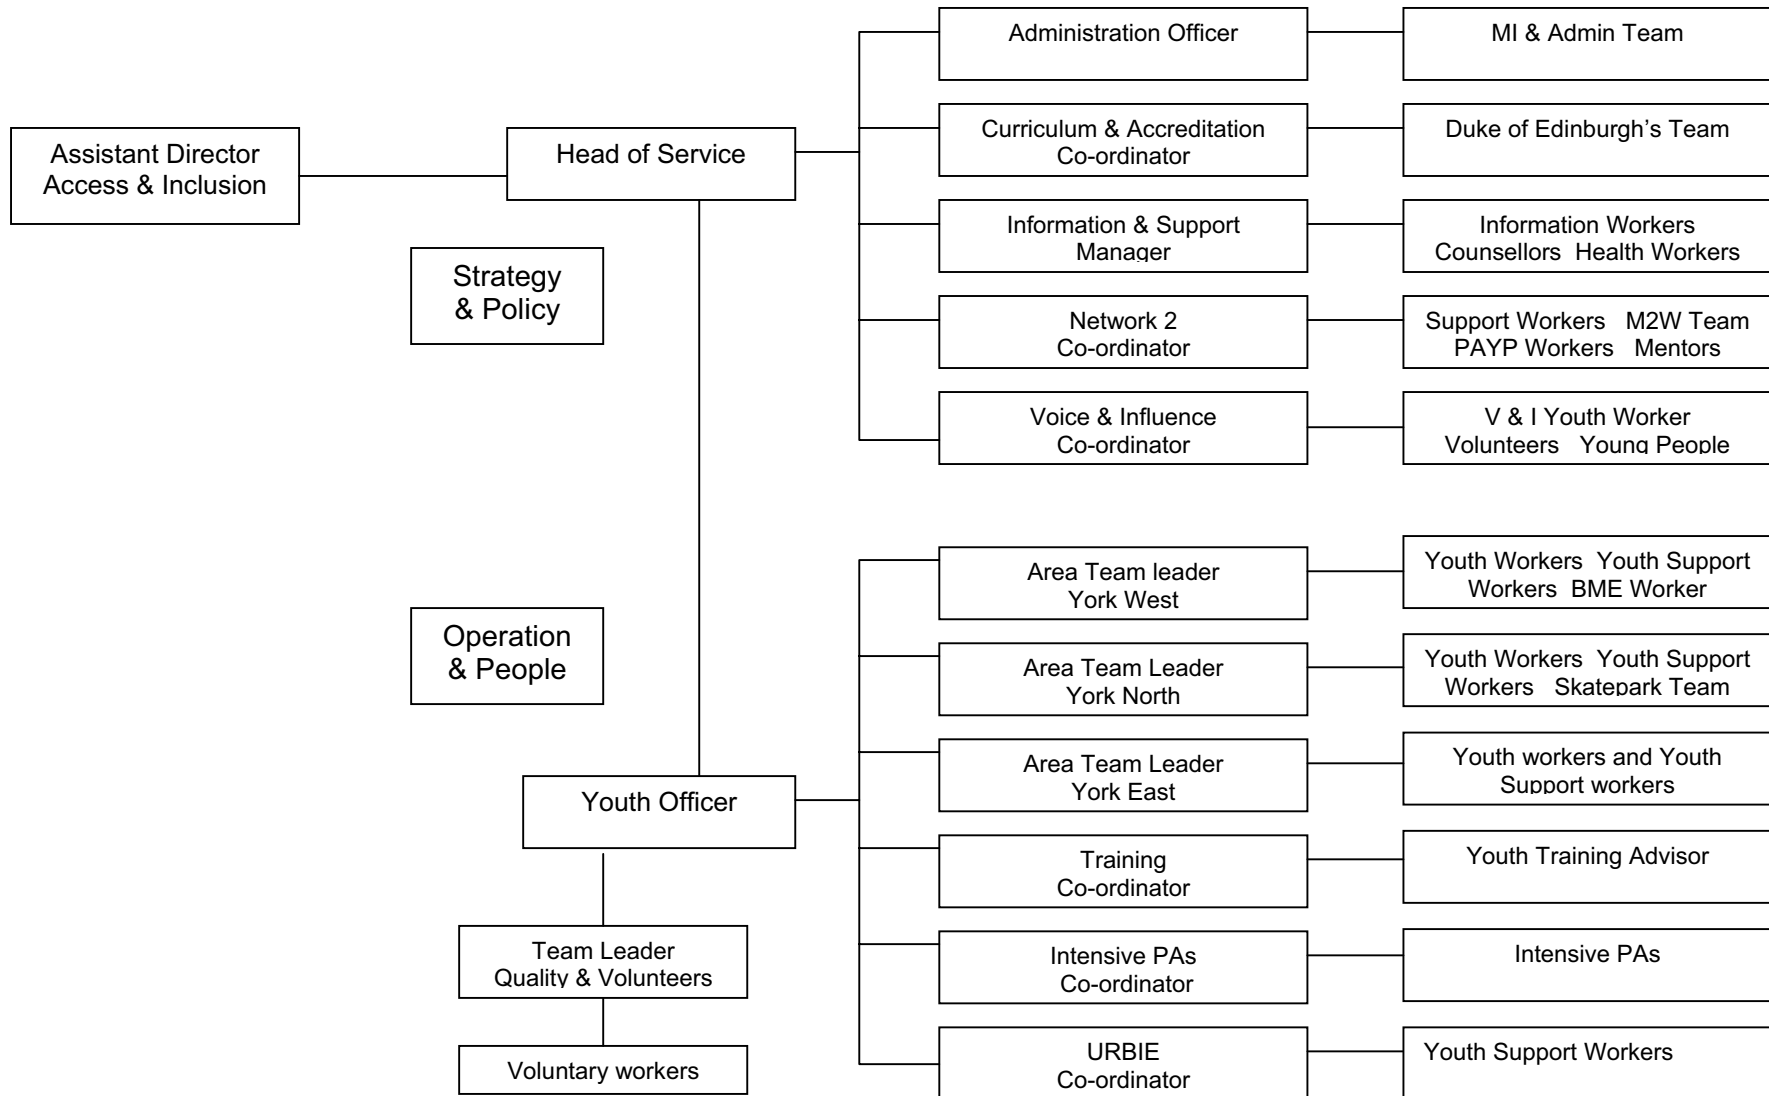 Assistant Director
Access & Inclusion
Head of Service
Strategy
& Policy
Administration Officer
MI & Admin Team
Curriculum & Accreditation
Co-ordinator
Duke of Edinburgh’s Team
Information & Support
Manager
Information Workers
Counsellors Health Workers
Network 2
Co-ordinator
Support Workers M2W Team
PAYP Workers Mentors
Voice & Influence
Co-ordinator
V & I Youth Worker
Volunteers Young People
Operation
& People
Youth Officer
Team Leader
Quality & Volunteers
Voluntary workers
Area Team leader
York West
Youth Workers Youth Support
Workers BME Worker
Area Team Leader
York North
Youth Workers Youth Support
Workers Skatepark Team
Area Team Leader
York East
Youth workers and Youth
Support workers
Training
Co-ordinator
Youth Training Advisor
Intensive PAs
Co-ordinator
Intensive PAs
URBIE
Co-ordinator
Youth Support Workers